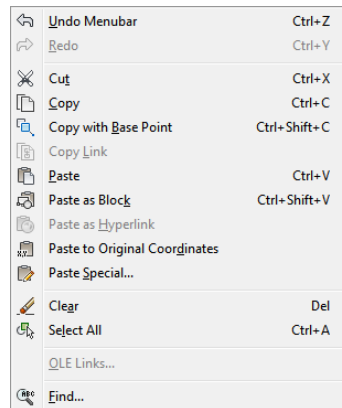 Undo Menubar Ctrl+Z
Redo Ctrl+Y
Cut Ctrl+X
Copy Ctrl+C
Copy with Base Point Ctrl+Shift+C
Copy Link
Paste Ctrl+V
Paste as Block Ctrl+Shift+V
Paste as Hyperlink
Paste to Original Coordinates
Paste Special...
Clear Del
Select All Ctrl+A
OLE Links...
Find...